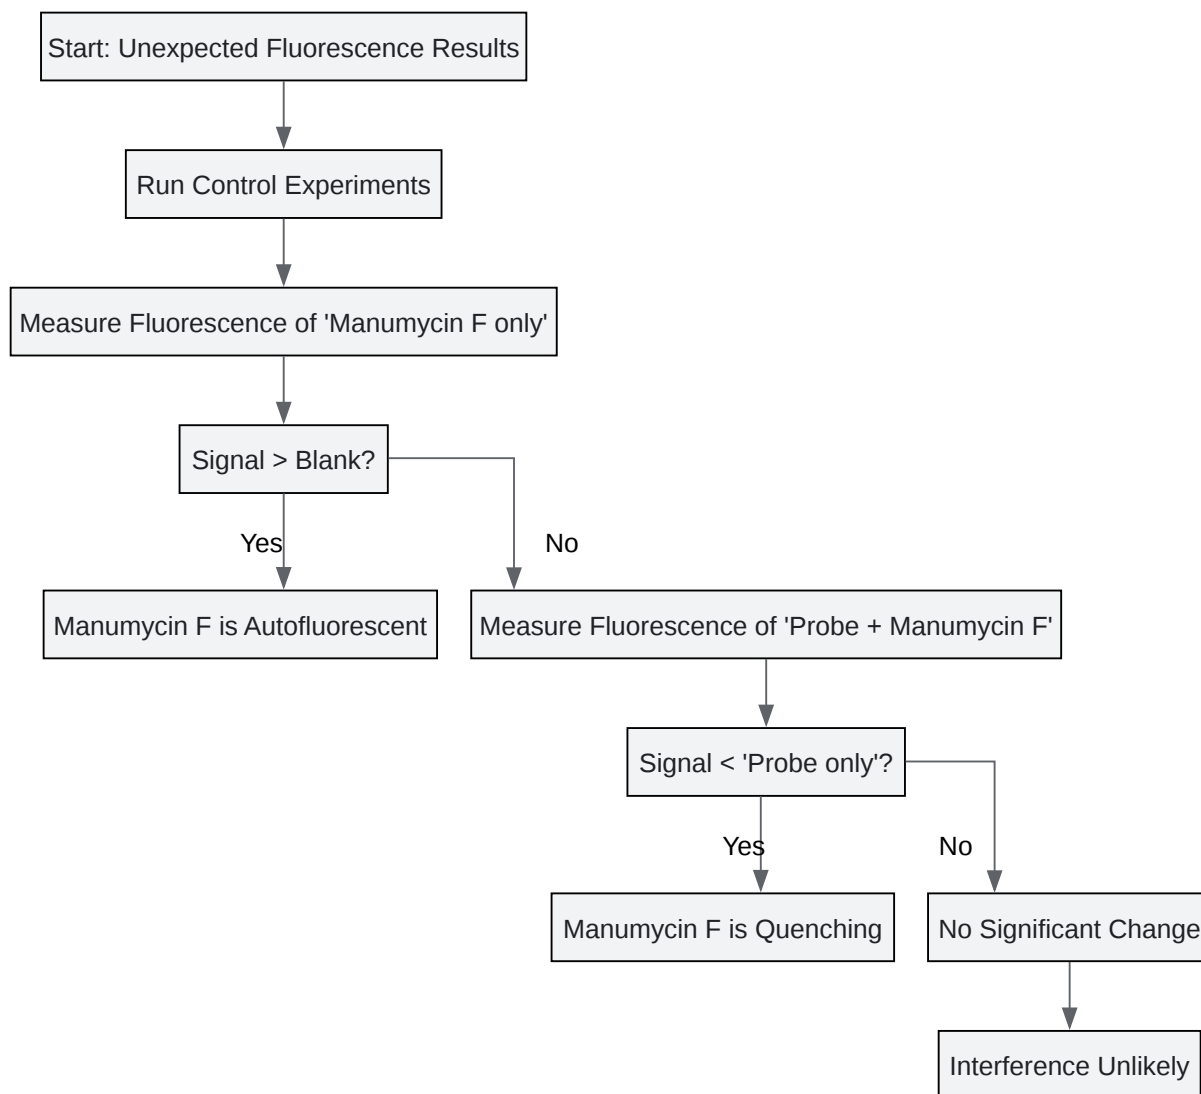 Start: Unexpected Fluorescence Results
Run Control Experiments
Measure Fluorescence of 'Manumycin F only'
Signal > Blank?
Yes
No
Manumycin F is Autofluorescent
Measure Fluorescence of 'Probe + Manumycin F'
Signal < 'Probe only'?
Yes
No
Manumycin F is Quenching
No Significant Change
Interference Unlikely